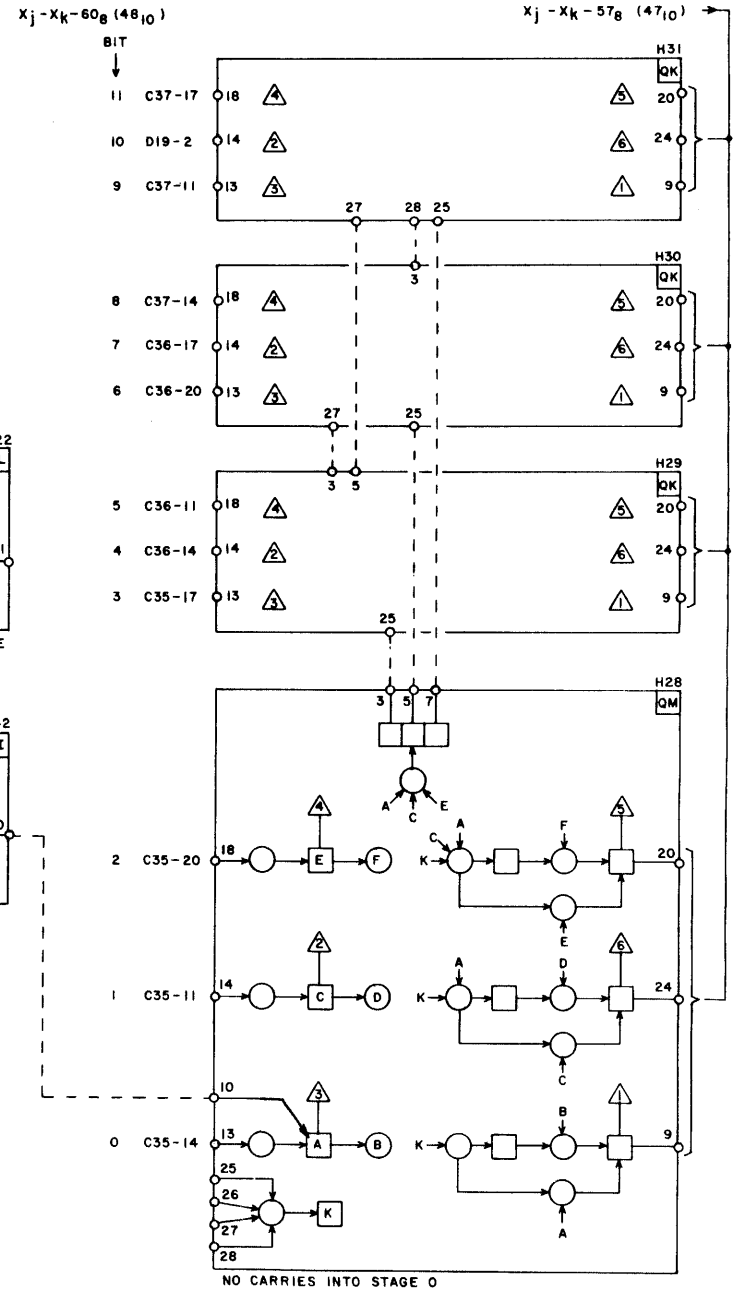 Xj -Xk-60₈ (48₁₀)
Xj -Xk-57₈ (47₁₀)
BIT
H31
QK
11 C37-17 18 4 5 20
10 D19-2 14 2 6 24
9 C37-11 13 3 1 9
27 28 25
H30
3
QK
8 C37-14 18 4 5 20
7 C36-17 14 2 6 24
6 C36-20 13 3 1 9
27 25
22
H29
3 5
QK
5 C36-11 18 4 5 20
4 C36-14 14 2 6 24
1
3 C35-17 13 3 1 9
25
E
H28
3 5 7
QM
-2
I
A C E
4 5
C A F
2 C35-20 18 E F K 20
E
2 6
A D
1 C35-11 14 C D K 24
C
10 3 1
B
0 C35-14 13 A B K 9
25
26
27 K
A
28
NO CARRIES INTO STAGE 0